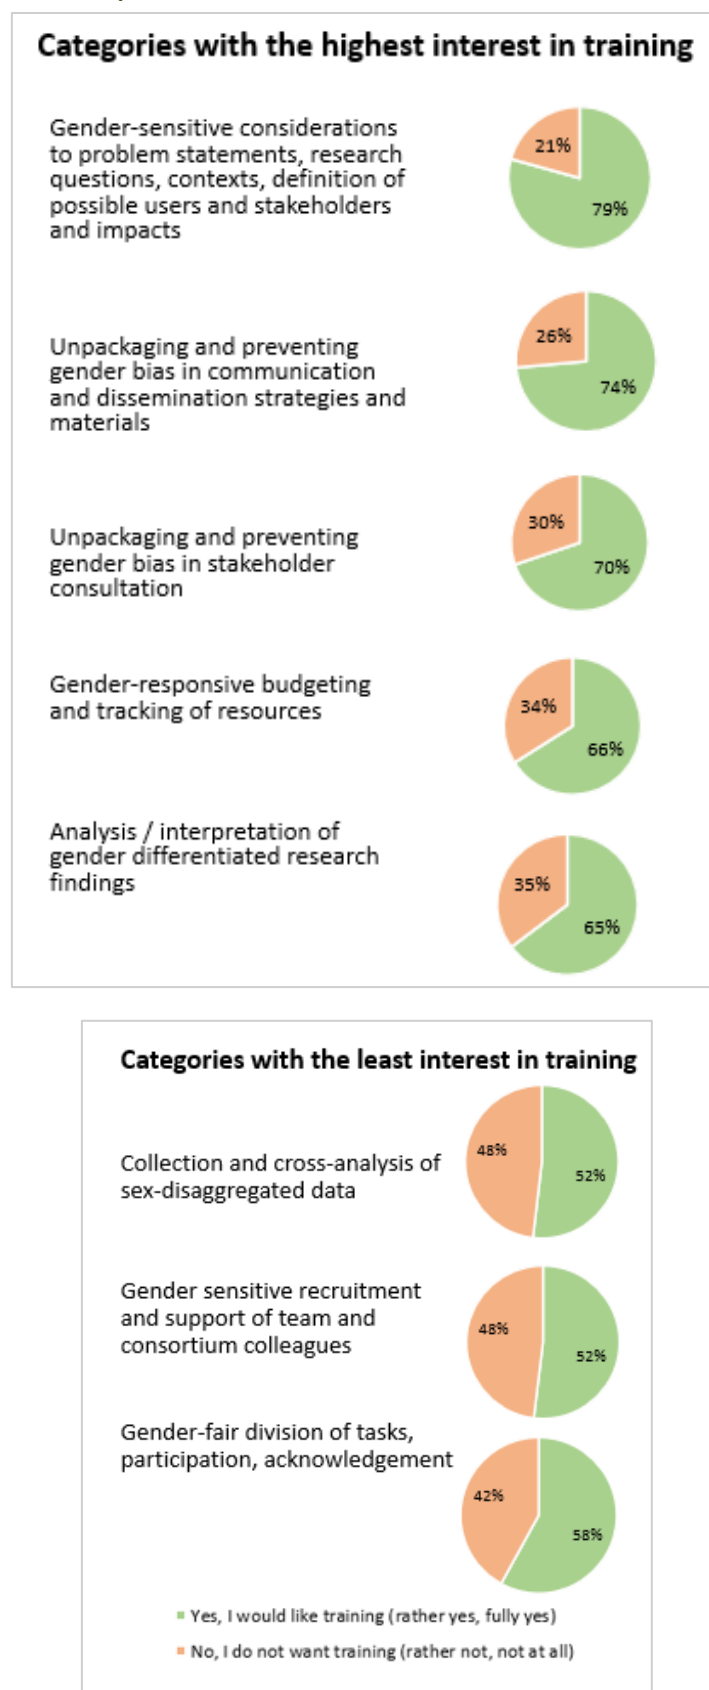 Categories with the highest interest in training
Gender-sensitive considerations
to problem statements, research
questions, contexts, definition of
possible users and stakeholders
and impacts
21%
79%
Unpackaging and preventing
gender bias in communication
and dissemination strategies and
materials
26%
74%
Unpackaging and preventing
gender bias in stakeholder
consultation
30%
70%
Gender-responsive budgeting
and tracking of resources
34%
66%
Analysis / interpretation of
gender differentiated research
findings
35%
65%
Categories with the least interest in training
Collection and cross-analysis of
sex-disaggregated data
48%
52%
Gender sensitive recruitment
and support of team and
consortium colleagues
48%
52%
Gender-fair division of tasks,
participation, acknowledgement
42%
58%
Yes, I would like training (rather yes, fully yes)
No, I do not want training (rather not, not at all)